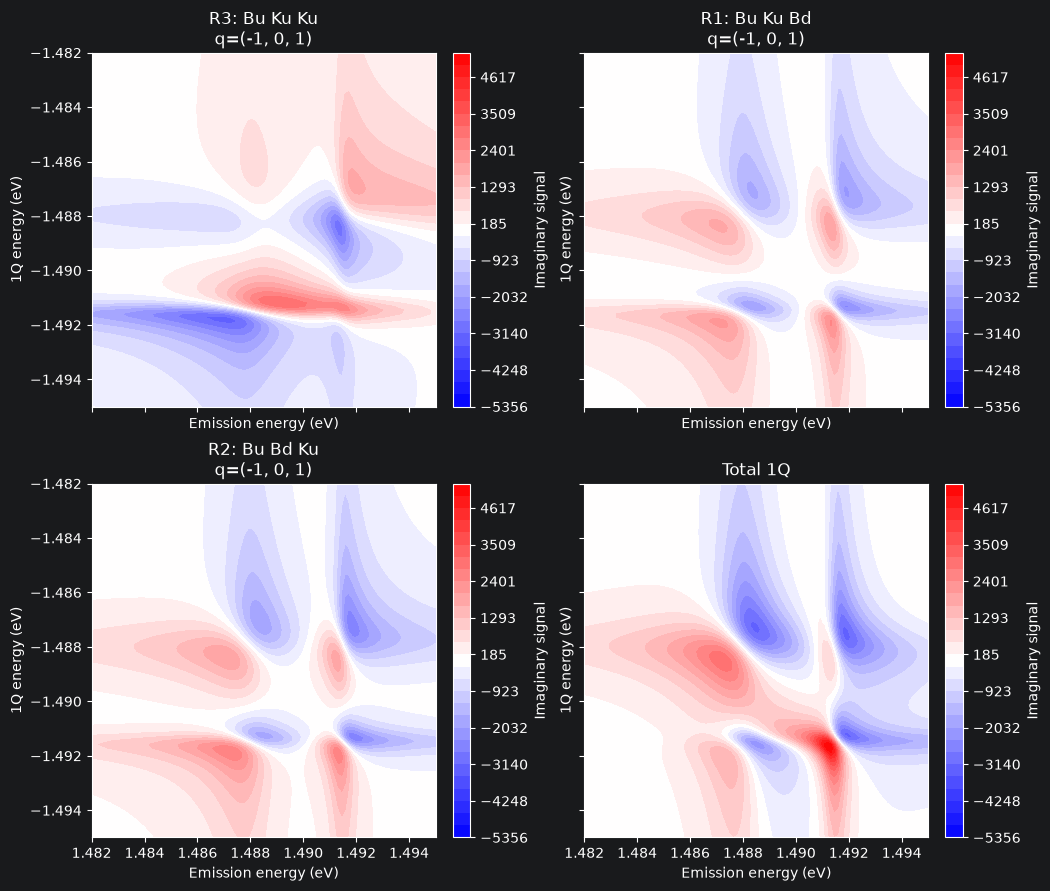 R3: Bu Ku Ku
q=(-1, 0, 1)
R1: Bu Ku Bd
q=(-1, 0, 1)
−1.482
−1.484
−1.486
−1.488
−1.490
−1.492
−1.494
1Q energy (eV)
Emission energy (eV)
4617
3509
2401
1293
185
−923
−2032
−3140
−4248
−5356
Imaginary signal
1Q energy (eV)
Emission energy (eV)
4617
3509
2401
1293
185
−923
−2032
−3140
−4248
−5356
Imaginary signal
R2: Bu Bd Ku
q=(-1, 0, 1)
Total 1Q
−1.482
−1.484
−1.486
−1.488
−1.490
−1.492
−1.494
1Q energy (eV)
1.482 1.484 1.486 1.488 1.490 1.492 1.494
Emission energy (eV)
4617
3509
2401
1293
185
−923
−2032
−3140
−4248
−5356
Imaginary signal
1Q energy (eV)
1.482 1.484 1.486 1.488 1.490 1.492 1.494
Emission energy (eV)
4617
3509
2401
1293
185
−923
−2032
−3140
−4248
−5356
Imaginary signal